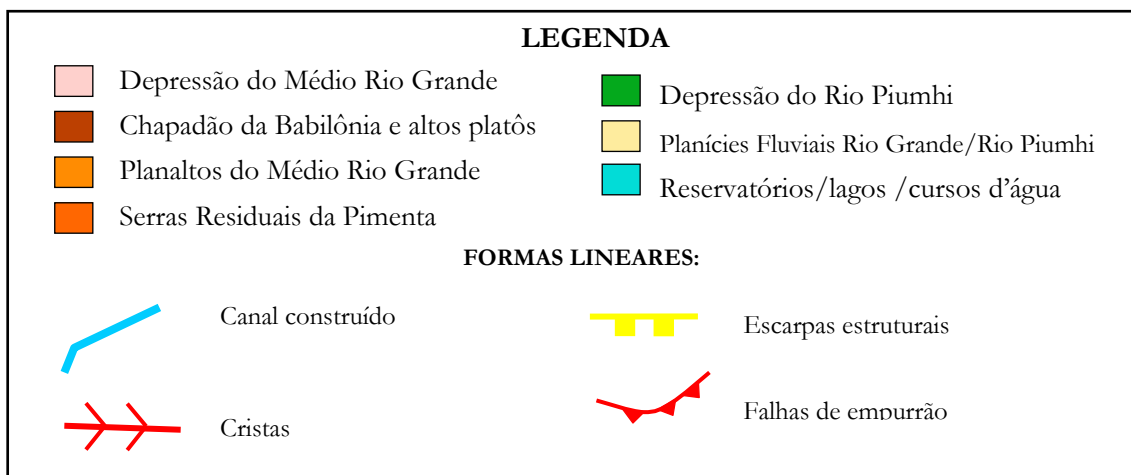 LEGENDA
Depressão do Médio Rio Grande
Chapadão da Babilônia e altos platôs
Planaltos do Médio Rio Grande
Serras Residuais da Pimenta
Depressão do Rio Piumhi
Planícies Fluviais Rio Grande/Rio Piumhi
Reservatórios/lagos /cursos d'água
FORMAS LINEARES:
Canal construído
Escarpas estruturais
Cristas
Falhas de empurrão